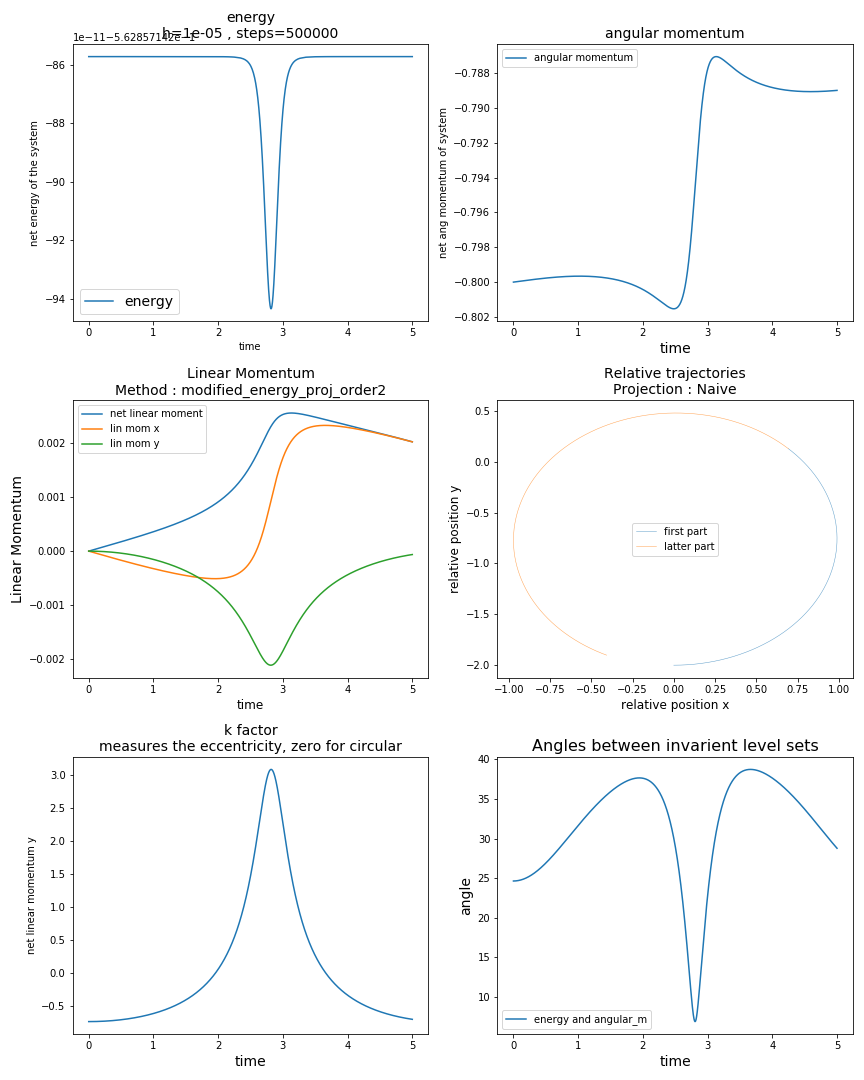 energy
h=1e-05 , steps=500000
1e-11−5.62857142e−1
−86
−88
−90
−92
−94
net energy of the system
energy
0 1 2 3 4 5
time
angular momentum
angular momentum
−0.788
−0.790
−0.792
−0.794
−0.796
−0.798
−0.800
−0.802
net ang momentum of system
0 1 2 3 4 5
time
Linear Momentum
Method : modified_energy_proj_order2
net linear moment
lin mom x
lin mom y
0.002
0.001
0.000
−0.001
−0.002
Linear Momentum
0 1 2 3 4 5
time
Relative trajectories
Projection : Naive
0.5
0.0
−0.5
−1.0
−1.5
−2.0
relative position y
first part
latter part
−1.00 −0.75 −0.50 −0.25 0.00 0.25 0.50 0.75 1.00
relative position x
k factor
measures the eccentricity, zero for circular
3.0
2.5
2.0
1.5
1.0
0.5
0.0
−0.5
net linear momentum y
0 1 2 3 4 5
time
Angles between invarient level sets
40
35
30
25
20
15
10
angle
energy and angular_m
0 1 2 3 4 5
time